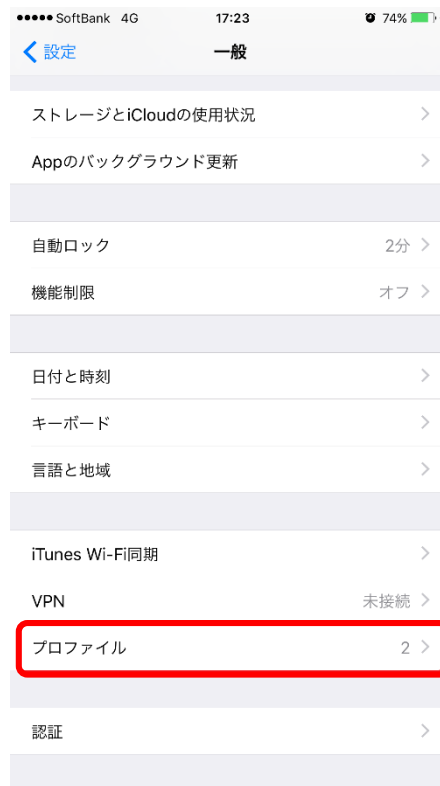 SoftBank 4G 17:23 74%
設定 一般
ストレージとiCloudの使用状況
Appのバックグラウンド更新
自動ロック 2分
機能制限 オフ
日付と時刻
キーボード
言語と地域
iTunes Wi-Fi同期
VPN 未接続
プロファイル 2
認証